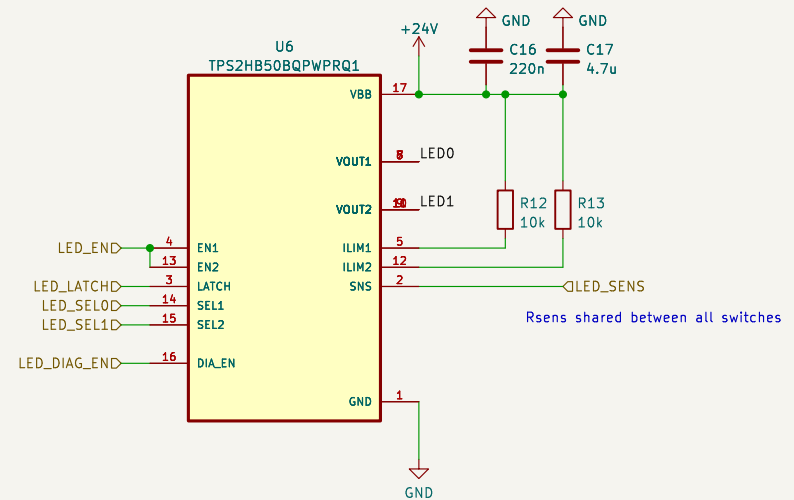 +24V
GND
GND
U6
TPS2HB50BQPWPRQ1
C16
220n
C17
4.7u
VBB
17
VOUT1
LED0
VOUT2
LED1
R12
10k
R13
10k
LED_EN
4
EN1
ILIM1
5
13
EN2
ILIM2
12
LED_LATCH
3
LATCH
SNS
2
LED_SENS
LED_SEL0
14
SEL1
LED_SEL1
15
SEL2
Rsens shared between all switches
LED_DIAG_EN
16
DIA_EN
GND
1
GND